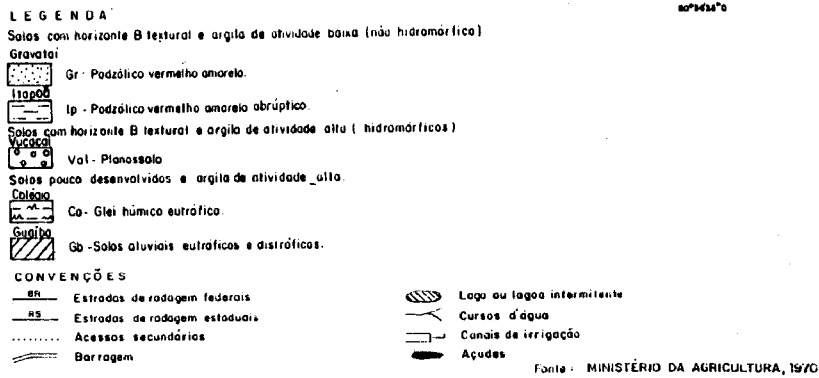 LEGENDA
Solos com horizonte B textural e argila de atividade baixa (não hidromórfico)
Gravataí
Gr - Podzólico vermelho amarelo.
Itapoã
Ip - Podzólico vermelho amarelo abrúptico.
Solos com horizonte B textural e argila de atividade alta ( hidromórficos )
Vacacaí
Val - Planossolo
Solos pouco desenvolvidos e argila de atividade alta.
Colégio
Co - Glei húmico eutrófico.
Guaíba
Gb - Solos aluviais eutróficos e distróficos.
CONVENÇÕES
BR Estradas de rodagem federais
RS Estradas de rodagem estaduais
Acessos secundários
Barragem
Lago ou lagoa intermitente
Cursos d'água
Canais de irrigação
Açudes
Fonte : MINISTÉRIO DA AGRICULTURA, 1970